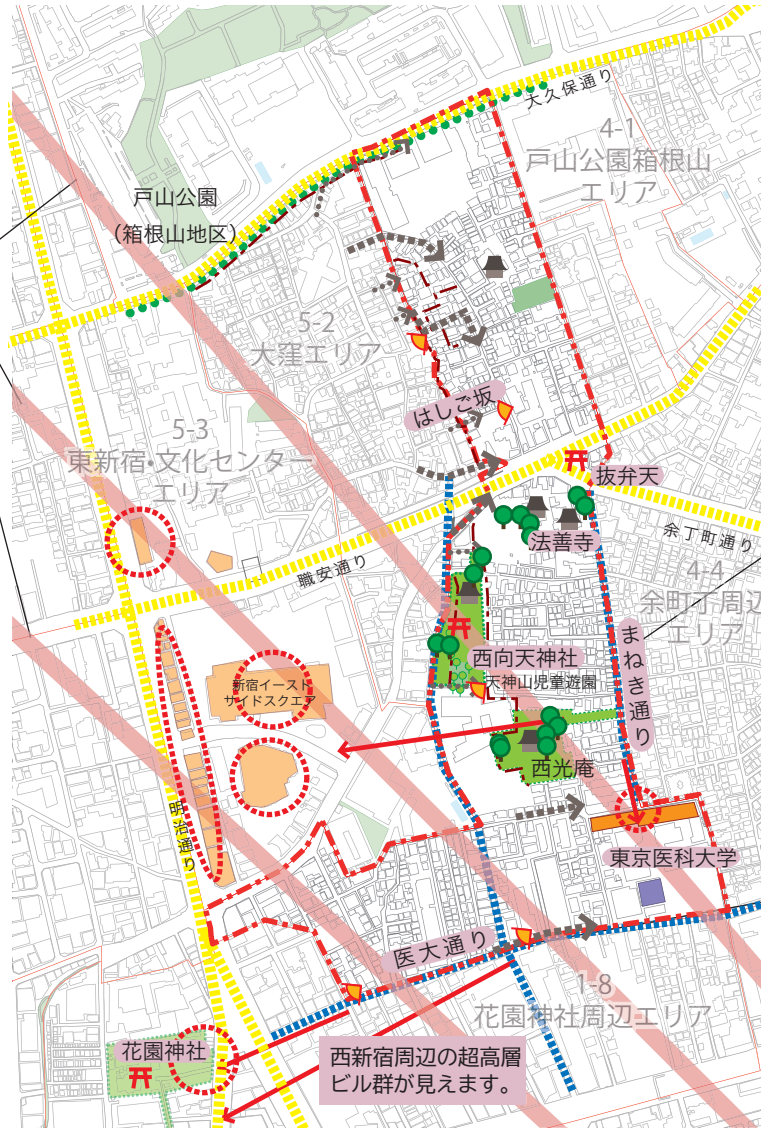 大久保通り
4-1
戸山公園箱根山
エリア
戸山公園
(箱根山地区)
5-2
大窪エリア
はしご坂
5-3
東新宿・文化センター
エリア
抜弁天
余丁町通り
法善寺
職安通り
4-4
余町丁周辺
エリア
西向天神社
天神山児童遊園
まねき通り
新宿イースト
サイドスクエア
西光庵
明治通り
東京医科大学
医大通り
1-8
花園神社周辺エリア
花園神社
西新宿周辺の超高層
ビル群が見えます。